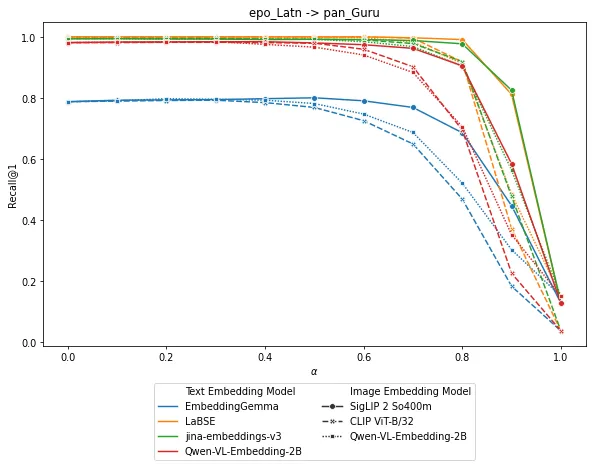 epo_Latn -> pan_Guru
Recall@1
1.0
0.8
0.6
0.4
0.2
0.0
0.0 0.2 0.4 0.6 0.8 1.0
α
Text Embedding Model
EmbeddingGemma
LaBSE
jina-embeddings-v3
Qwen-VL-Embedding-2B
Image Embedding Model
SigLIP 2 So400m
CLIP ViT-B/32
Qwen-VL-Embedding-2B